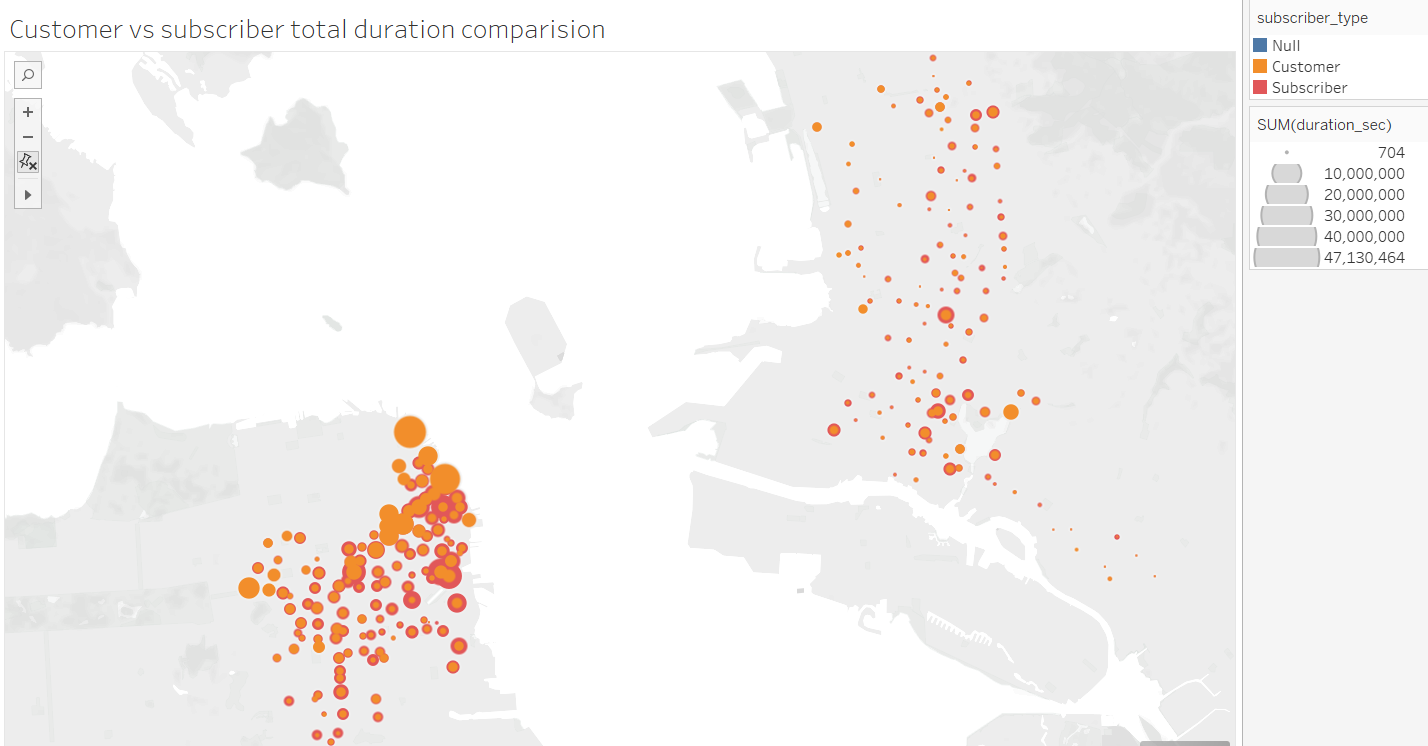 Customer vs subscriber total duration comparision
subscriber_type
Null
Customer
Subscriber
SUM(duration_sec)
704
10,000,000
20,000,000
30,000,000
40,000,000
47,130,464